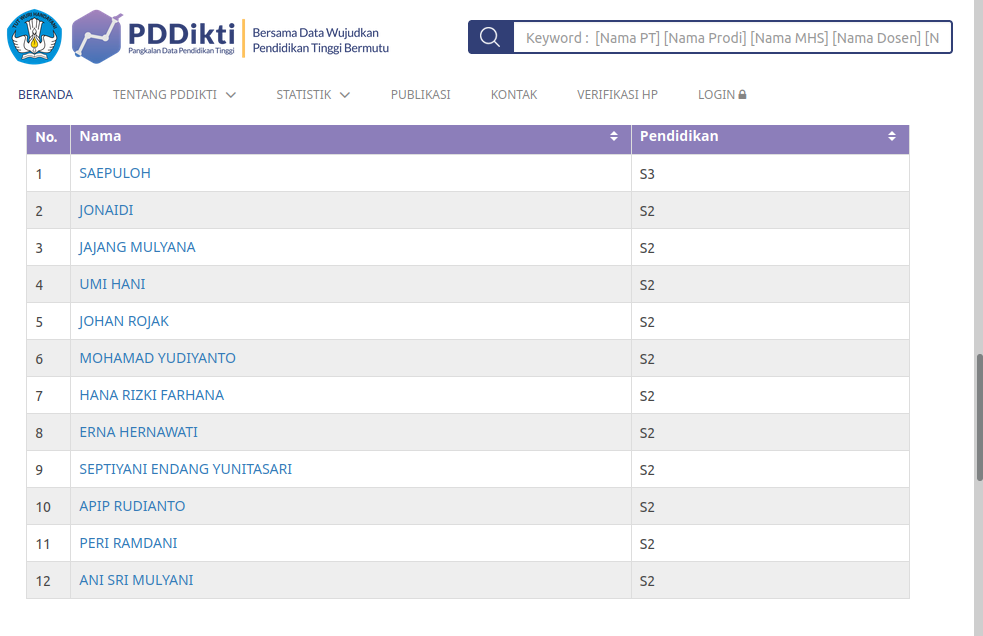 PDDikti
Pangkalan Data Pendidikan Tinggi
Bersama Data Wujudkan
Pendidikan Tinggi Bermutu
Keyword : [Nama PT] [Nama Prodi] [Nama MHS] [Nama Dosen] [N
BERANDA TENTANG PDDIKTI STATISTIK PUBLIKASI KONTAK VERIFIKASI HP LOGIN
No. Nama Pendidikan
1 SAEPULOH S3
2 JONAIDI S2
3 JAJANG MULYANA S2
4 UMI HANI S2
5 JOHAN ROJAK S2
6 MOHAMAD YUDIYANTO S2
7 HANA RIZKI FARHANA S2
8 ERNA HERNAWATI S2
9 SEPTIYANI ENDANG YUNITASARI S2
10 APIP RUDIANTO S2
11 PERI RAMDANI S2
12 ANI SRI MULYANI S2